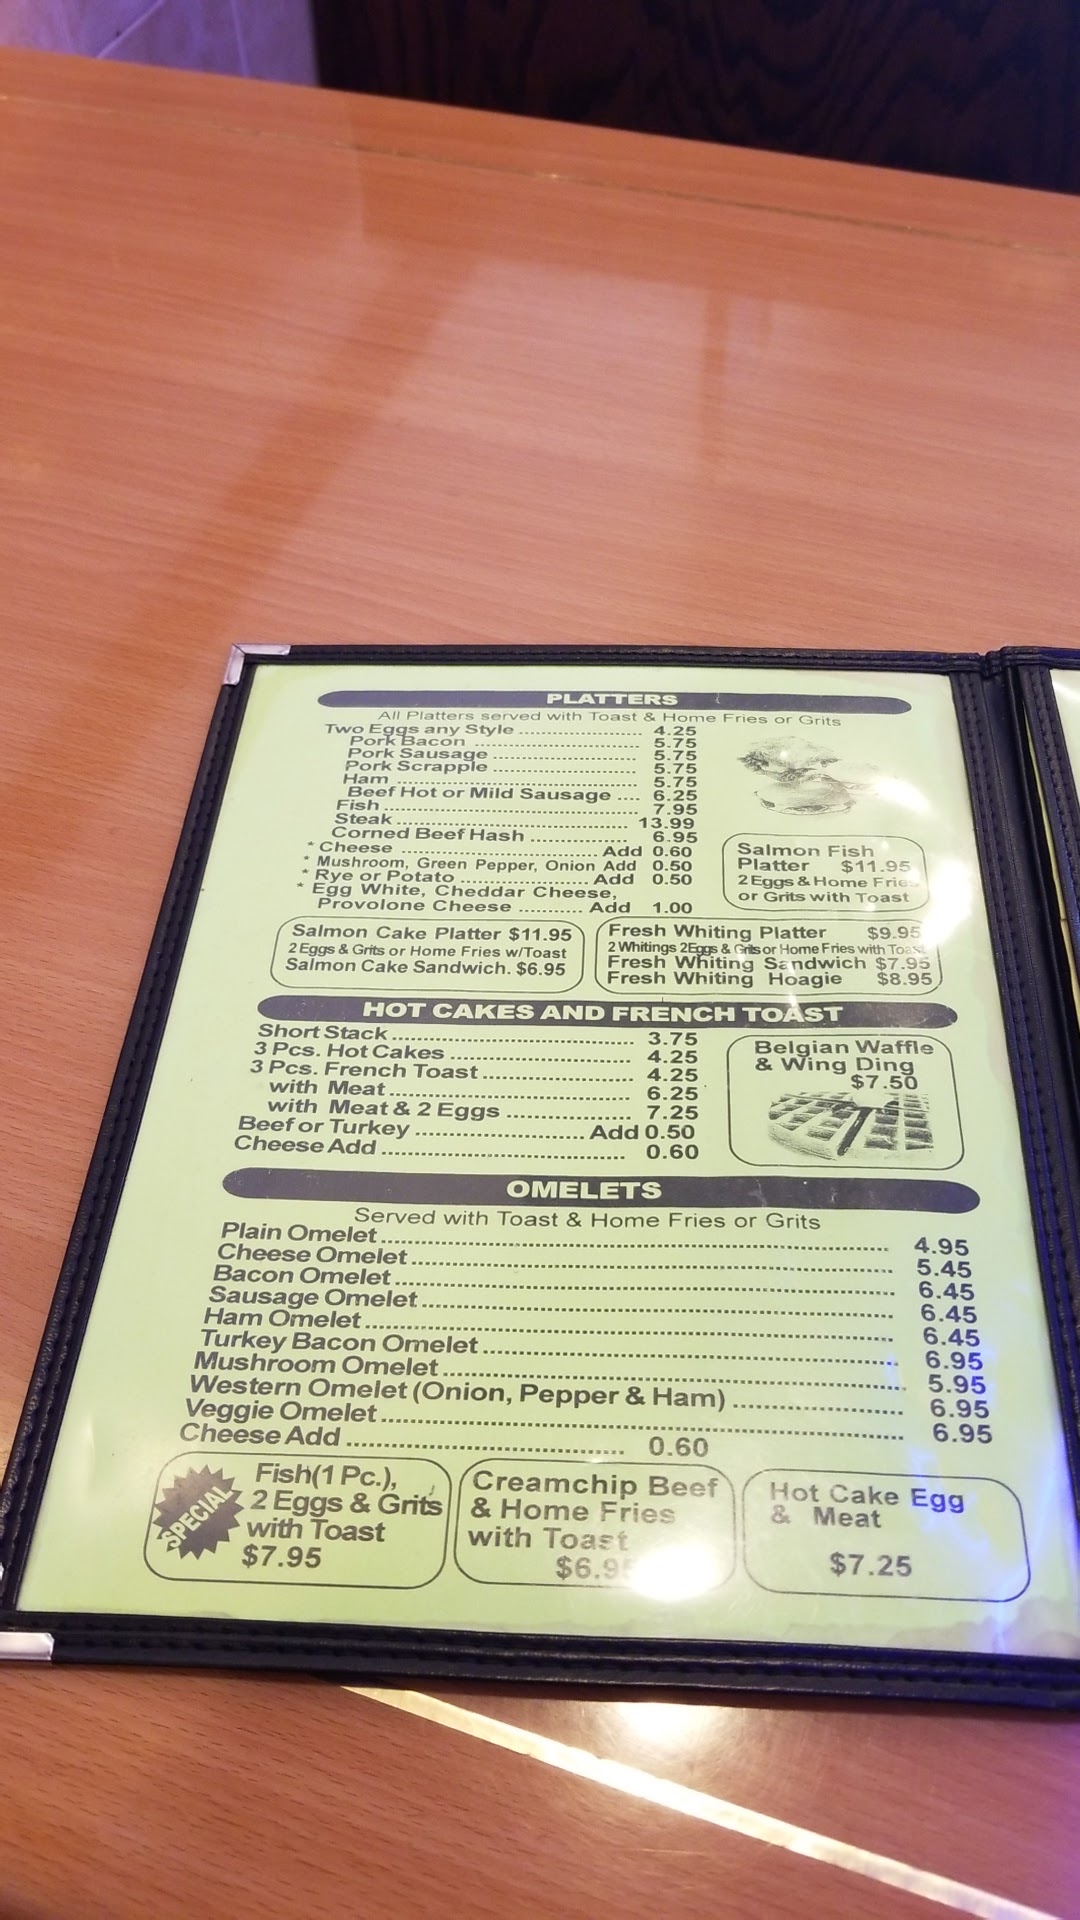 PLATTERS
All Platters served with Toast & Home Fries or Grits
Two Eggs any Style ........ 4.25
Pork Bacon ........ 5.75
Pork Sausage ........ 5.75
Pork Scrapple ........ 5.75
Ham ........ 5.75
Beef Hot or Mild Sausage .... 6.25
Fish ........ 7.95
Steak ........ 13.99
Corned Beef Hash ........ 6.95
* Cheese ........ Add 0.60
* Mushroom, Green Pepper, Onion Add 0.50
* Rye or Potato ........ Add 0.50
* Egg White, Cheddar Cheese,
Provolone Cheese ........ Add 1.00
Salmon Fish
Platter $11.95
2 Eggs & Home Fries
or Grits with Toast
Salmon Cake Platter $11.95
2 Eggs & Grits or Home Fries w/Toast
Salmon Cake Sandwich. $6.95
Fresh Whiting Platter $9.95
2 Whitings 2Eggs & Grits or Home Fries with Toast
Fresh Whiting Sandwich $7.95
Fresh Whiting Hoagie $8.95
HOT CAKES AND FRENCH TOAST
Short Stack ........ 3.75
3 Pcs. Hot Cakes ........ 4.25
3 Pcs. French Toast ........ 4.25
with Meat ........ 6.25
with Meat & 2 Eggs ........ 7.25
Beef or Turkey ........ Add 0.50
Cheese Add ........ 0.60
Belgian Waffle
& Wing Ding
$7.50
OMELETS
Served with Toast & Home Fries or Grits
Plain Omelet ........ 4.95
Cheese Omelet ........ 5.45
Bacon Omelet ........ 6.45
Sausage Omelet ........ 6.45
Ham Omelet ........ 6.45
Turkey Bacon Omelet ........ 6.95
Mushroom Omelet ........ 5.95
Western Omelet (Onion, Pepper & Ham) ........ 6.95
Veggie Omelet ........ 6.95
Cheese Add ........ 0.60
SPECIAL
Fish(1 Pc.),
2 Eggs & Grits
with Toast
$7.95
Creamchip Beef
& Home Fries
with Toast
$6.95
Hot Cake Egg
& Meat
$7.25